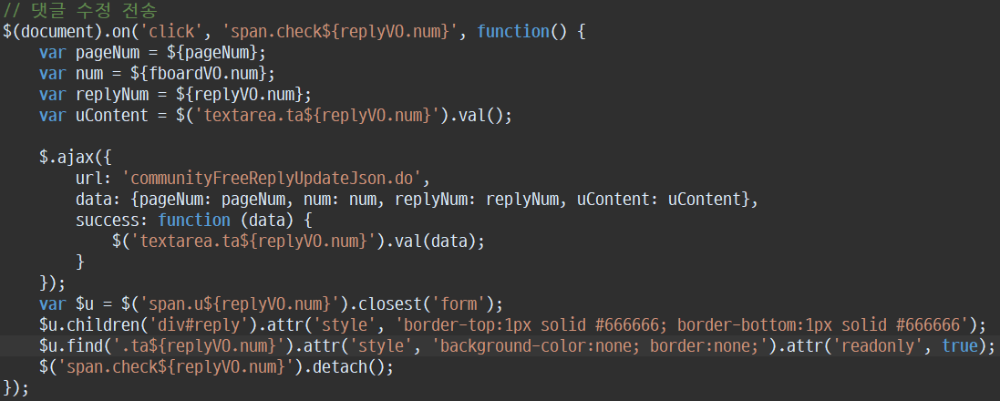 // 댓글 수정 전송
$(document).on('click', 'span.check${replyVO.num}', function() {
    var pageNum = ${pageNum};
    var num = ${fboardVO.num};
    var replyNum = ${replyVO.num};
    var uContent = $('textarea.ta${replyVO.num}').val();

    $.ajax({
        url: 'communityFreeReplyUpdateJson.do',
        data: {pageNum: pageNum, num: num, replyNum: replyNum, uContent: uContent},
        success: function (data) {
            $('textarea.ta${replyVO.num}').val(data);
        }
    });
    var $u = $('span.u${replyVO.num}').closest('form');
    $u.children('div#reply').attr('style', 'border-top:1px solid #666666; border-bottom:1px solid #666666');
    $u.find('.ta${replyVO.num}').attr('style', 'background-color:none; border:none;').attr('readonly', true);
    $('span.check${replyVO.num}').detach();
});